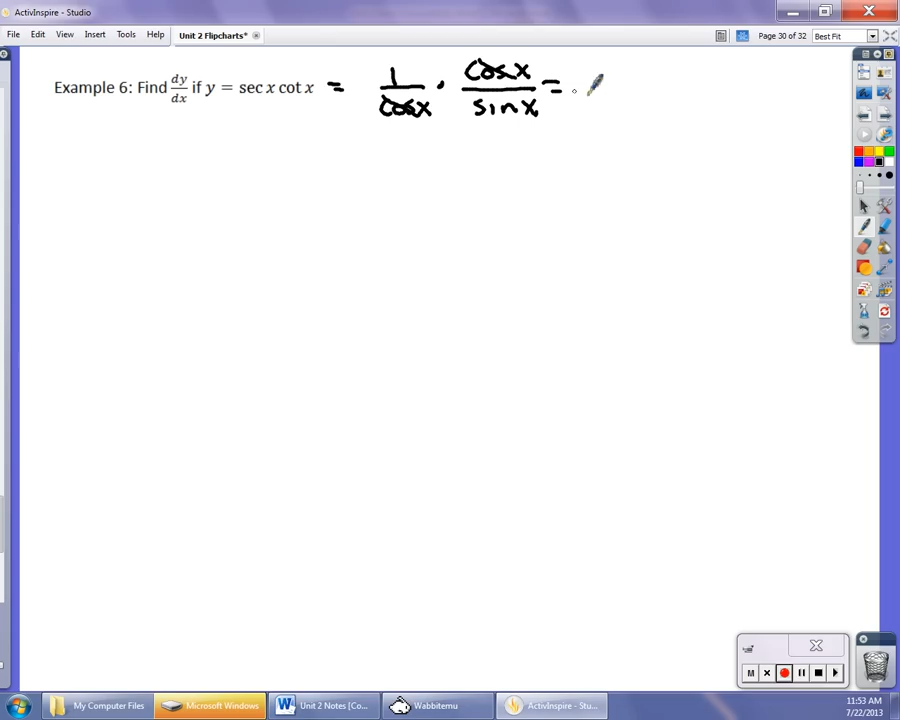 ActivInspire - Studio
File Edit View Insert Tools Help Unit 2 Flipcharts* Page 30 of 32 Best Fit
Example 6: Find dy/dx if y = sec x cot x = 1/cosx · cosx/sinx =
M
My Computer Files Microsoft Windows Unit 2 Notes [Co... Wabbitemu ActivInspire - Stu... 11:53 AM
7/22/2013